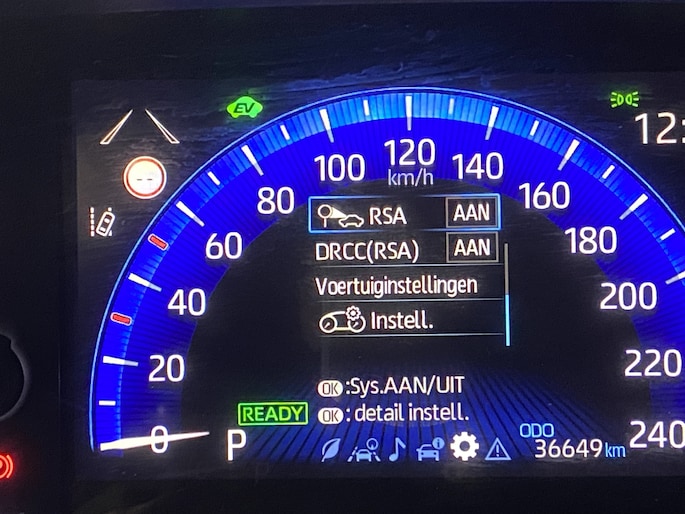 EV
12:
120
100
140
km/h
80
160
RSA AAN
60
DRCC(RSA) AAN
180
Voertuiginstellingen
40
Instell.
200
20
220
OK :Sys.AAN/UIT
READY
OK : detail instell.
0
P
ODO
36649 km
240